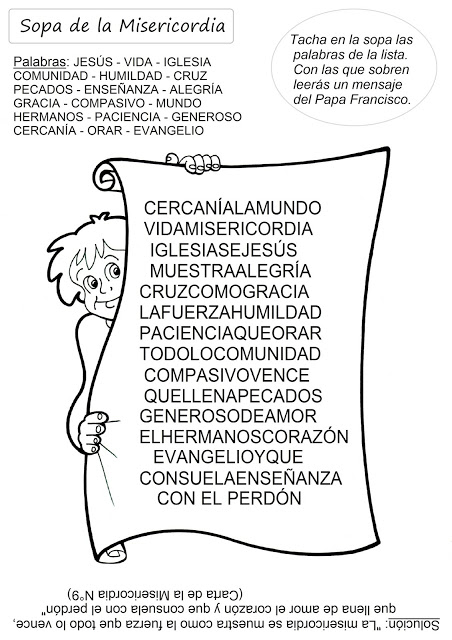 Sopa de la Misericordia
Palabras: JESÚS - VIDA - IGLESIA
COMUNIDAD - HUMILDAD - CRUZ
PECADOS - ENSEÑANZA - ALEGRÍA
GRACIA - COMPASIVO - MUNDO
HERMANOS - PACIENCIA - GENEROSO
CERCANÍA - ORAR - EVANGELIO
Tacha en la sopa las
palabras de la lista.
Con las que sobren
leerás un mensaje
del Papa Francisco.
CERCANÍALAMUNDO
VIDAMISERICORDIA
IGLESIASEJESÚS
MUESTRAALEGRÍA
CRUZCOMOGRACIA
LAFUERZAHUMILDAD
PACIENCIAQUEORAR
TODOLOCOMUNIDAD
COMPASIVOVENCE
QUELLENAPECADOS
GENEROSODEAMOR
ELHERMANOSCORAZÓN
EVANGELIOYQUE
CONSUELAENSEÑANZA
CON EL PERDÓN
Solución: "La misericordia se muestra como la fuerza que todo lo vence,
que llena de amor el corazón y que consuela con el perdón"
(Carta de la Misericordia N°9)